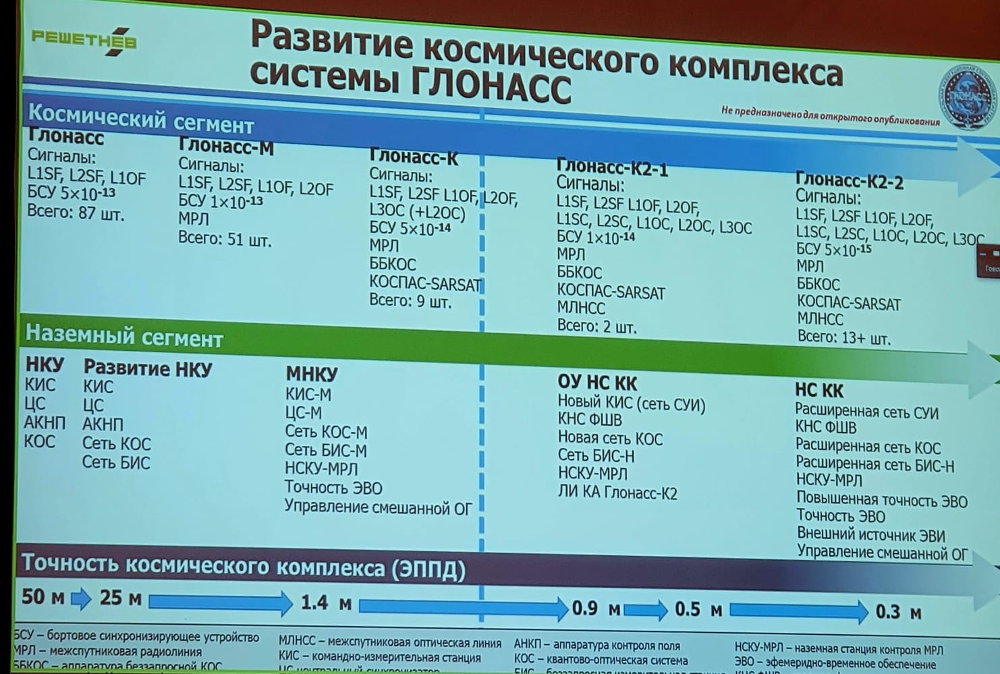 РЕШЕТНЁВ
Развитие космического комплекса
системы ГЛОНАСС
ГЛОНАСС
Не предназначено для открытого опубликования
Космический сегмент
Глонасс
Сигналы:
L1SF, L2SF, L1OF
БСУ 5×10⁻¹³
Всего: 87 шт.
Глонасс-М
Сигналы:
L1SF, L2SF, L1OF, L2OF
БСУ 1×10⁻¹³
МРЛ
Всего: 51 шт.
Глонасс-К
Сигналы:
L1SF, L2SF L1OF, L2OF,
L3OC (+L2OC)
БСУ 5×10⁻¹⁴
МРЛ
ББКОС
КОСПАС-SARSAT
Всего: 9 шт.
Глонасс-К2-1
Сигналы:
L1SF, L2SF L1OF, L2OF,
L1SC, L2SC, L1OC, L2OC, L3OC
БСУ 1×10⁻¹⁴
МРЛ
ББКОС
КОСПАС-SARSAT
МЛНСС
Всего: 2 шт.
Глонасс-К2-2
Сигналы:
L1SF, L2SF L1OF, L2OF,
L1SC, L2SC, L1OC, L2OC, L3OC
БСУ 5×10⁻¹⁵
МРЛ
ББКОС
КОСПАС-SARSAT
МЛНСС
Всего: 13+ шт.
Наземный сегмент
НКУ
КИС
ЦС
АКНП
КОС
Развитие НКУ
КИС
ЦС
АКНП
Сеть КОС
Сеть БИС
МНКУ
КИС-М
ЦС-М
Сеть КОС-М
Сеть БИС-М
НСКУ-МРЛ
Точность ЭВО
Управление смешанной ОГ
ОУ НС КК
Новый КИС (сеть СУИ)
КНС ФШВ
Новая сеть КОС
Сеть БИС-Н
НСКУ-МРЛ
ЛИ КА Глонасс-К2
НС КК
Расширенная сеть СУИ
КНС ФШВ
Расширенная сеть КОС
Расширенная сеть БИС-Н
НСКУ-МРЛ
Повышенная точность ЭВО
Точность ЭВО
Внешний источник ЭВИ
Управление смешанной ОГ
Точность космического комплекса (ЭППД)
50 м 25 м 1.4 м 0.9 м 0.5 м 0.3 м
БСУ – бортовое синхронизирующее устройство
МРЛ – межспутниковая радиолиния
ББКОС – аппаратура беззапросной КОС
МЛНСС – межспутниковая оптическая линия
КИС – командно-измерительная станция
ЦС центральный синхронизатор
АНКП – аппаратура контроля поля
КОС – квантово-оптическая система
БИС – беззапросная измерительная
НСКУ-МРЛ – наземная станция контроля МРЛ
ЭВО – эфемеридно-временное обеспечение